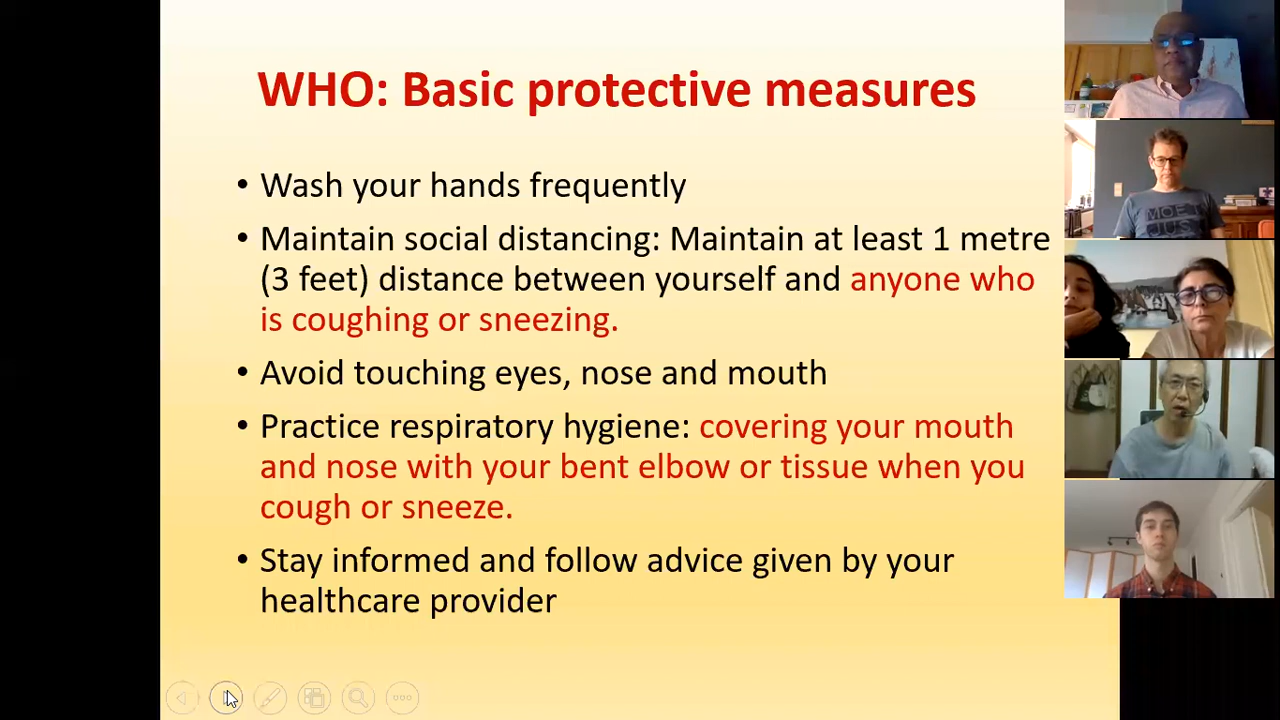 WHO: Basic protective measures
• Wash your hands frequently
• Maintain social distancing: Maintain at least 1 metre
(3 feet) distance between yourself and anyone who
is coughing or sneezing.
• Avoid touching eyes, nose and mouth
• Practice respiratory hygiene: covering your mouth
and nose with your bent elbow or tissue when you
cough or sneeze.
• Stay informed and follow advice given by your
healthcare provider
MOET
JUS